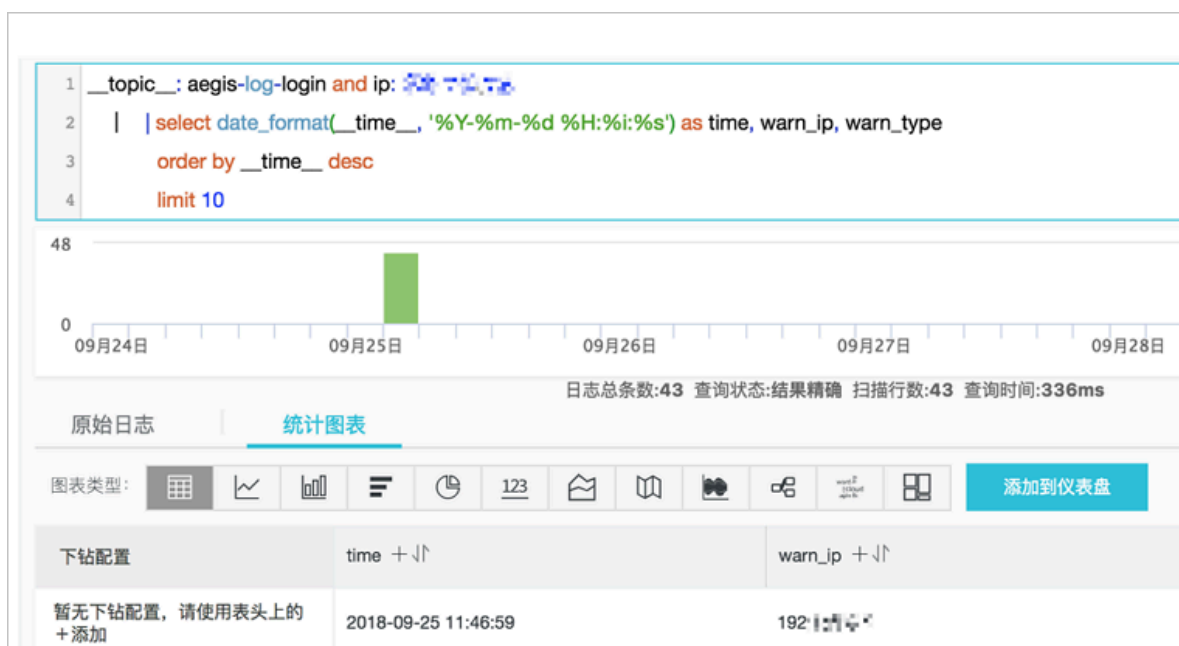 1 __topic__: aegis-log-login and ip:
2 | | select date_format(__time__, '%Y-%m-%d %H:%i:%s') as time, warn_ip, warn_type
3 order by __time__ desc
4 limit 10
48
0
09月24日 09月25日 09月26日 09月27日 09月28日
日志总条数:43 查询状态:结果精确 扫描行数:43 查询时间:336ms
原始日志 统计图表
图表类型: 123 添加到仪表盘
下钻配置 time warn_ip
暂无下钻配置，请使用表头上的
+添加 2018-09-25 11:46:59 192